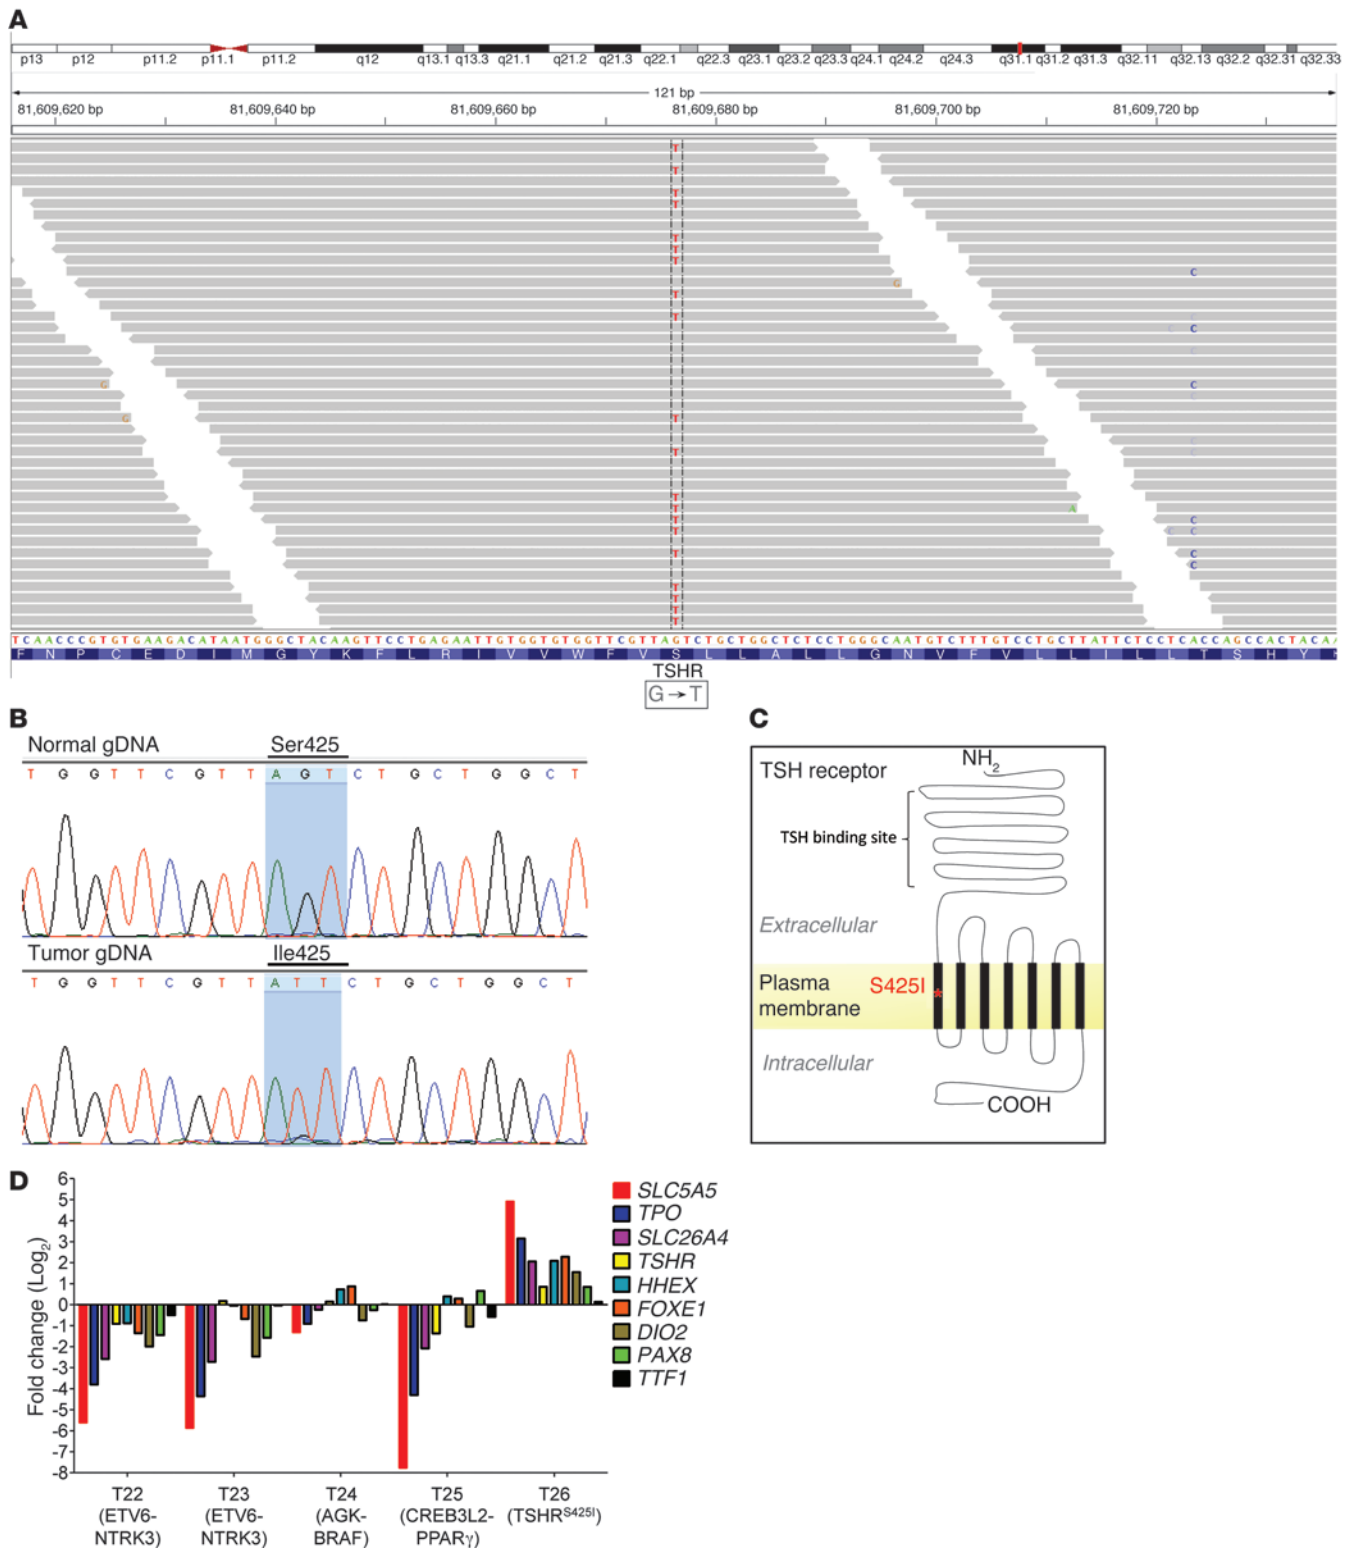 A
p13 p12 p11.2 p11.1 p11.2 q12 q13.1 q13.3 q21.1 q21.2 q21.3 q22.1 q22.3 q23.1 q23.2 q23.3 q24.1 q24.2 q24.3 q31.1 q31.2 q31.3 q32.11 q32.13 q32.2 q32.31 q32.33
121 bp
81,609,620 bp 81,609,640 bp 81,609,660 bp 81,609,680 bp 81,609,700 bp 81,609,720 bp
T
T
T
T
T
T
T
C
G
T
T C
C C
C
G C
C
G T
C
T C
T
T A
T C
T C C
T C
C
T
T
T
T
TCAACCCGTGTGAAGACATAATGGGCTACAAGTTCCTGAGAATTGTGGTGTGGTTCGTTAGTCTGCTGGCTCTCCTGGGCAATGTCTTTGTCCTGCTTATTCTCCTCACCAGCCACTACAA
F N P C E D I M G Y K F L R I V V W F V S L L A L L G N V F V L L I L L T S H Y
TSHR
G→T
B
Normal gDNA Ser425
T G G T T C G T T A G T C T G C T G G C T
Tumor gDNA Ile425
T G G T T C G T T A T T C T G C T G G C T
C
TSH receptor NH2
TSH binding site
Extracellular
Plasma membrane
S425I
*
Intracellular
COOH
D
Fold change (Log2)
6
5
4
3
2
1
0
-1
-2
-3
-4
-5
-6
-7
-8
SLC5A5
TPO
SLC26A4
TSHR
HHEX
FOXE1
DIO2
PAX8
TTF1
T22 T23 T24 T25 T26
(ETV6- (ETV6- (AGK- (CREB3L2- (TSHRS425I)
NTRK3) NTRK3) BRAF) PPARγ)